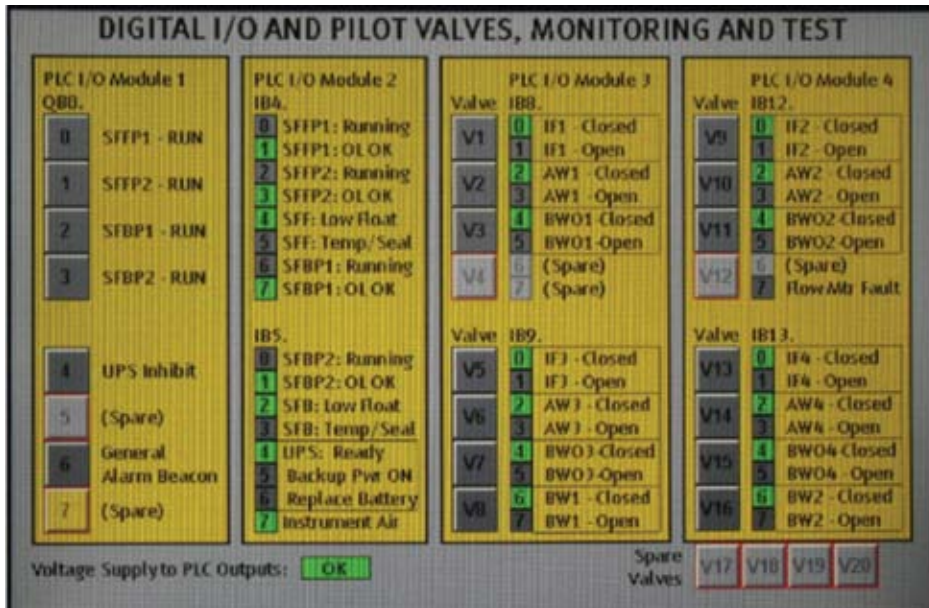 DIGITAL I/O AND PILOT VALVES, MONITORING AND TEST
PLC I/O Module 1
QB0.
0 SFFP1 - RUN
1 SFFP2 - RUN
2 SFBP1 - RUN
3 SFBP2 - RUN
4 UPS Inhibit
5 (Spare)
6 General
Alarm Beacon
7 (Spare)
PLC I/O Module 2
IB4.
0 SFFP1: Running
1 SFFP1: OL OK
2 SFFP2: Running
3 SFFP2: OL OK
4 SFF: Low Float
5 SFF: Temp/Seal
6 SFBP1: Running
7 SFBP1: OL OK
IB5.
0 SFBP2: Running
1 SFBP2: OL OK
2 SFB: Low Float
3 SFB: Temp/Seal
4 UPS: Ready
5 Backup Pwr ON
6 Replace Battery
7 Instrument Air
PLC I/O Module 3
Valve IB8.
V1 0 IF1 - Closed
1 IF1 - Open
V2 2 AW1 - Closed
3 AW1 - Open
V3 4 BWO1-Closed
5 BWO1-Open
V4 6 (Spare)
7 (Spare)
Valve IB9.
V5 0 IF3 - Closed
1 IF3 - Open
V6 2 AW3 - Closed
3 AW3 - Open
V7 4 BWO3-Closed
5 BWO3-Open
V8 6 BW1 - Closed
7 BW1 - Open
PLC I/O Module 4
Valve IB12.
V9 0 IF2 - Closed
1 IF2 - Open
V10 2 AW2 - Closed
3 AW2 - Open
V11 4 BWO2-Closed
5 BWO2-Open
V12 6 (Spare)
7 Flow Mtr Fault
Valve IB13.
V13 0 IF4 - Closed
1 IF4 - Open
V14 2 AW4 - Closed
3 AW4 - Open
V15 4 BWO4-Closed
5 BWO4-Open
V16 6 BW2 - Closed
7 BW2 - Open
Voltage Supply to PLC Outputs: OK
Spare
Valves V17 V18 V19 V20